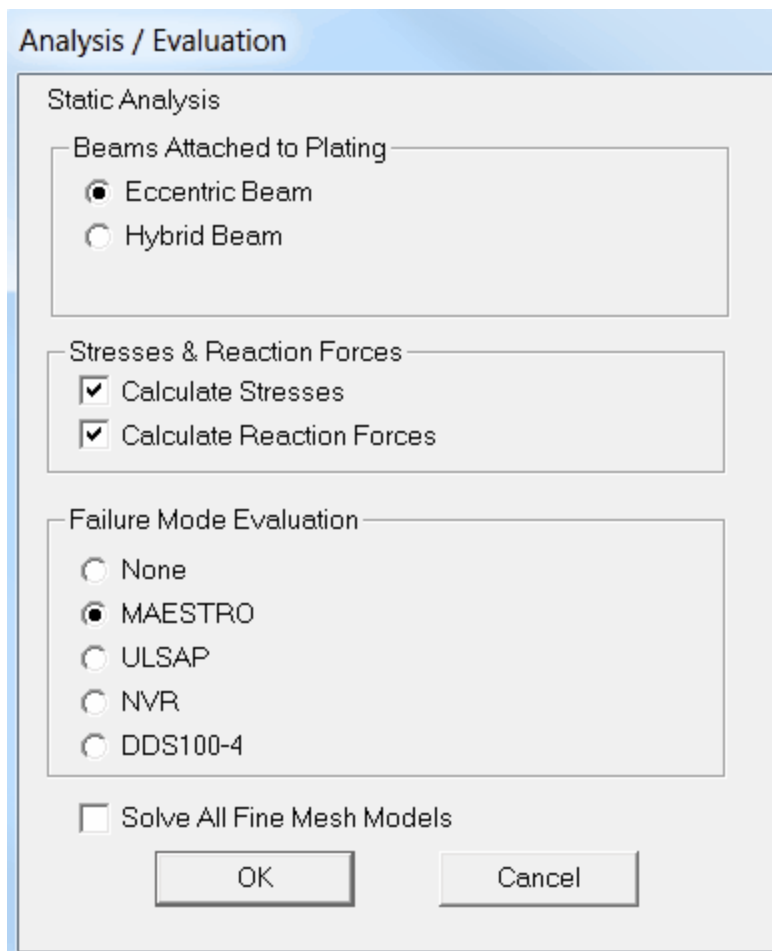 Analysis / Evaluation
Static Analysis
Beams Attached to Plating
Eccentric Beam
Hybrid Beam
Stresses & Reaction Forces
Calculate Stresses
Calculate Reaction Forces
Failure Mode Evaluation
None
MAESTRO
ULSAP
NVR
DDS100-4
Solve All Fine Mesh Models
OK
Cancel